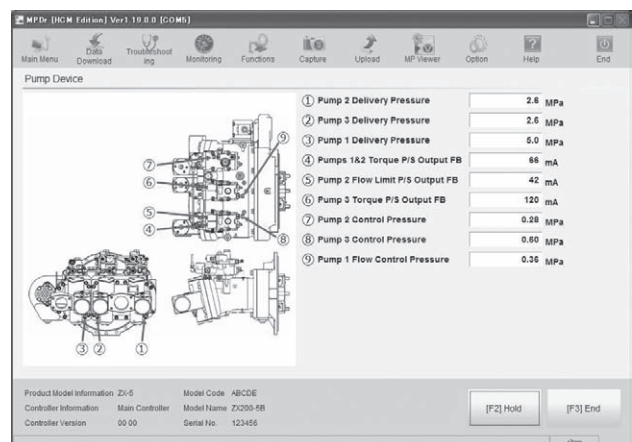 MPDr [HCM Edition] Ver1.19.0.0 [COM5]
Main Menu
Data Download
Troubleshoot ing
Monitoring
Functions
Capture
Upload
MP Viewer
Option
Help
End
Pump Device
① Pump 2 Delivery Pressure 2.6 MPa
② Pump 3 Delivery Pressure 2.6 MPa
③ Pump 1 Delivery Pressure 5.0 MPa
④ Pumps 1&2 Torque P/S Output FB 66 mA
⑤ Pump 2 Flow Limit P/S Output FB 42 mA
⑥ Pump 3 Torque P/S Output FB 120 mA
⑦ Pump 2 Control Pressure 0.28 MPa
⑧ Pump 3 Control Pressure 0.60 MPa
⑨ Pump 1 Flow Control Pressure 0.36 MPa
⑨
⑦
⑥
⑤
④
⑧
③ ② ①
Product Model Information ZX-5 Model Code ABCDE
Controller Information Main Controller Model Name ZX200-5B
Controller Version 00 00 Serial No. 123456
[F2] Hold
[F3] End